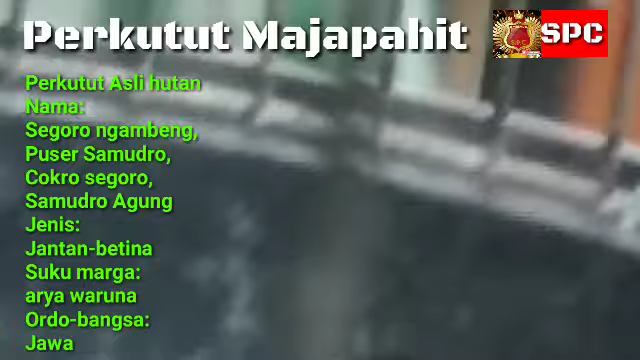 Perkutut Majapahit
SPC
Perkutut Asli hutan
Nama:
Segoro ngambeng,
Puser Samudro,
Cokro segoro,
Samudro Agung
Jenis:
Jantan-betina
Suku marga:
arya waruna
Ordo-bangsa:
Jawa